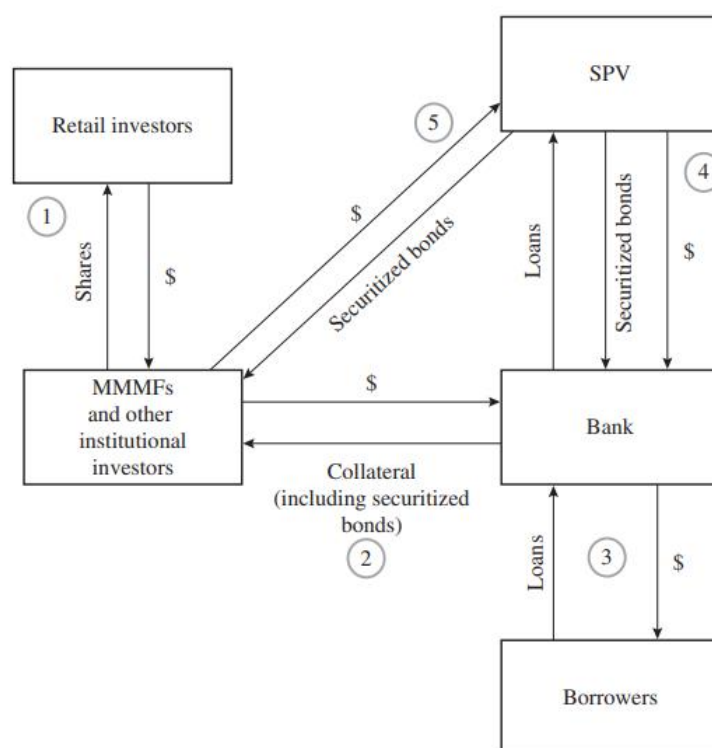 SPV
Retail investors
5
4
1
$
Shares
$
Securitized bonds
Loans
Securitized bonds
$
MMMFs
and other
institutional
investors
$
Bank
Collateral
(including securitized
bonds)
2
Loans
3
$
Borrowers